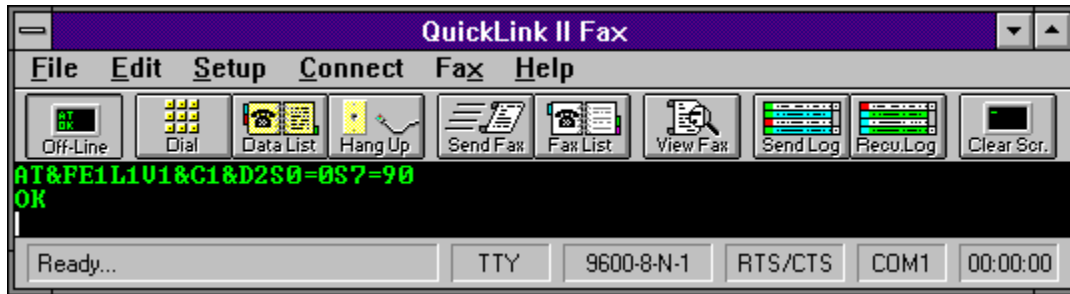 QuickLink II Fax
File Edit Setup Connect Fax Help
AT
OK
Off-Line Dial Data List Hang Up Send Fax Fax List View Fax Send Log Recv.Log Clear Scr.
AT&FE1L1V1&C1&D2S0=0S7=90
OK
Ready... TTY 9600-8-N-1 RTS/CTS COM1 00:00:00